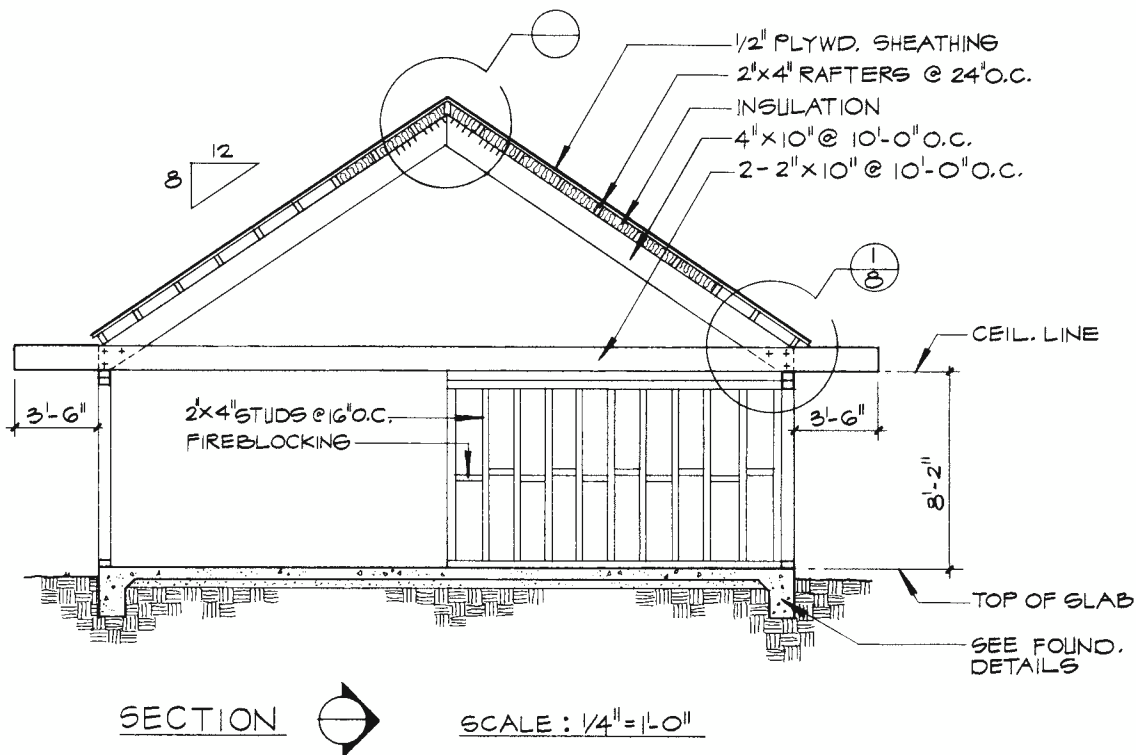 1/2" PLYWD. SHEATHING
2"x4" RAFTERS @ 24"O.C.
INSULATION
4"x10" @ 10'-0" O.C.
2-2"x10" @ 10'-0"O.C.
12
8
1
8
CEIL. LINE
3'-6"
2"x4" STUDS @ 16" O.C.
FIREBLOCKING
3'-6"
8'-2"
TOP OF SLAB
SEE FOUND.
DETAILS
SECTION
SCALE: 1/4"=1'-0"